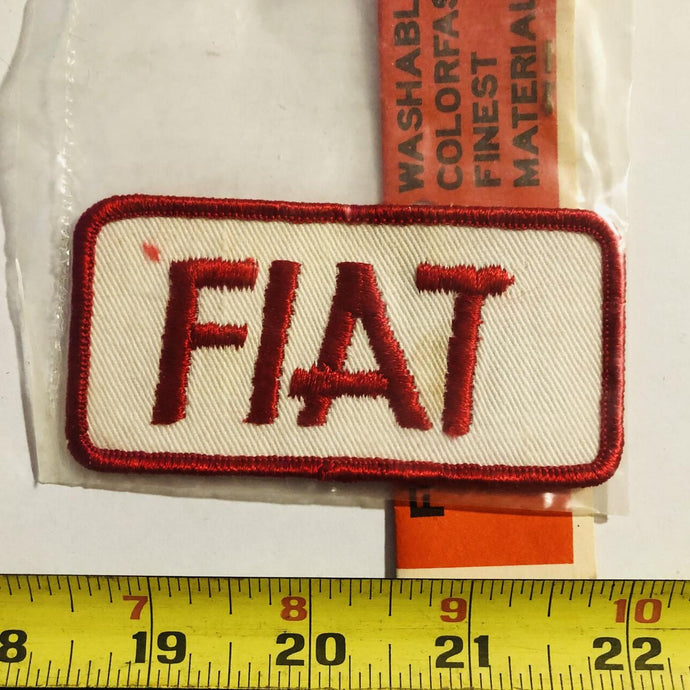 WASHABL
COLORFAS
FINEST
MATERIAL
FIAT
F
7 8 9 10
8 19 20 21 22